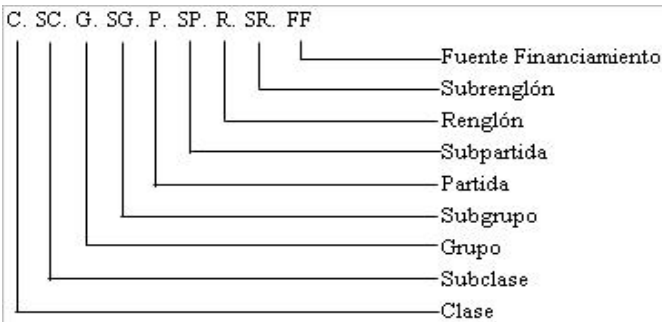 C. SC. G. SG. P. SP. R. SR. FF
Fuente Financiamiento
Subrenglón
Renglón
Subpartida
Partida
Subgrupo
Grupo
Subclase
Clase